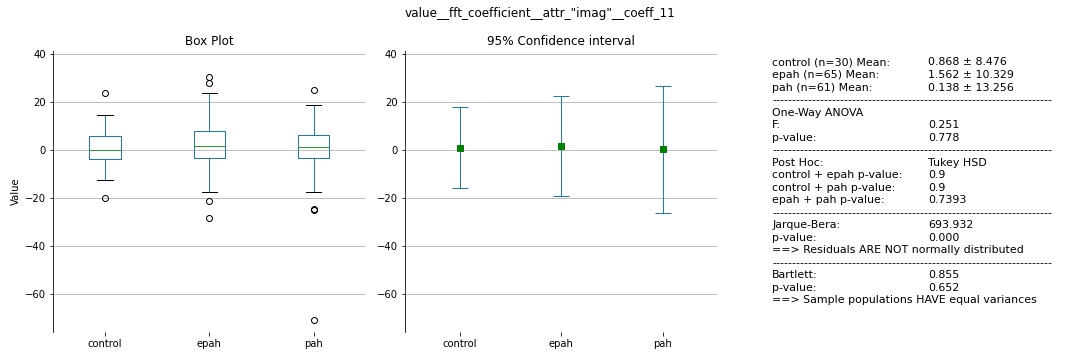 value__fft_coefficient__attr_"imag"__coeff_11
Box Plot
95% Confidence interval
40
20
0
−20
−40
−60
Value
control
epah
pah
40
20
0
−20
−40
−60
control
epah
pah
control (n=30) Mean: 0.868 ± 8.476
epah (n=65) Mean: 1.562 ± 10.329
pah (n=61) Mean: 0.138 ± 13.256
One-Way ANOVA
F: 0.251
p-value: 0.778
Post Hoc: Tukey HSD
control + epah p-value: 0.9
control + pah p-value: 0.9
epah + pah p-value: 0.7393
Jarque-Bera: 693.932
p-value: 0.000
==> Residuals ARE NOT normally distributed
Bartlett: 0.855
p-value: 0.652
==> Sample populations HAVE equal variances